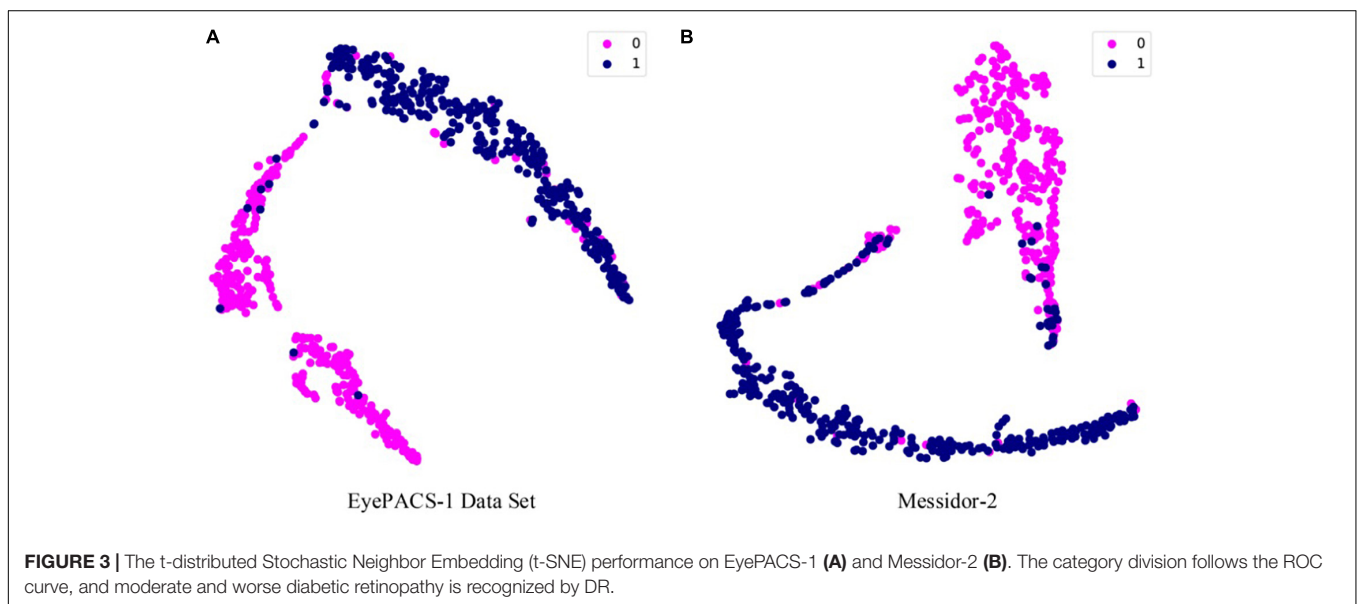 A
0
1
B
0
1
EyePACS-1 Data Set
Messidor-2
FIGURE 3 | The t-distributed Stochastic Neighbor Embedding (t-SNE) performance on EyePACS-1 (A) and Messidor-2 (B). The category division follows the ROC
curve, and moderate and worse diabetic retinopathy is recognized by DR.